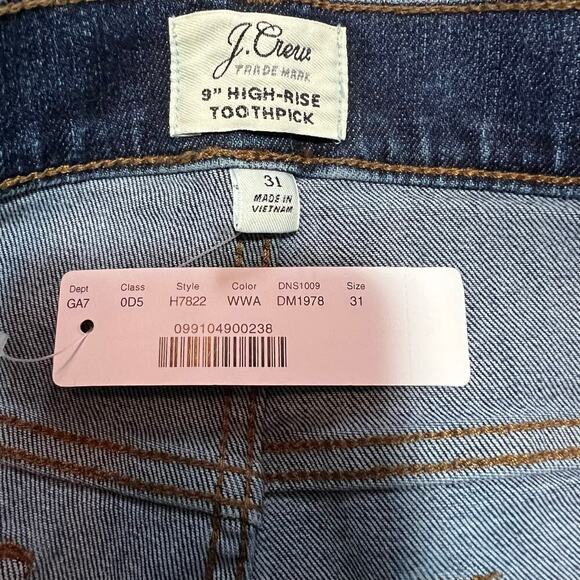 J.Crew
TRADE MARK
9" HIGH-RISE
TOOTHPICK
31
MADE IN
VIETNAM
Dept Class Style Color DNS1009 Size
GA7 0D5 H7822 WWA DM1978 31
099104900238